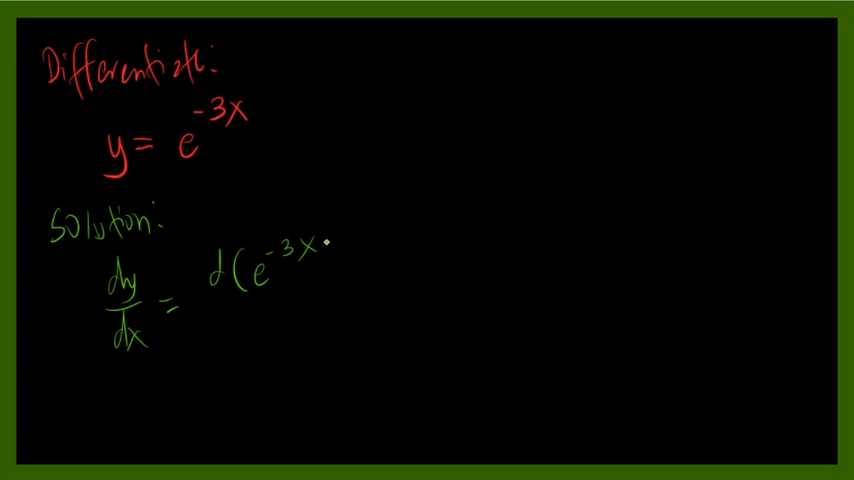 Differentiate:
y = e^{-3x}
Solution:
dy/dx = d(e^{-3x}